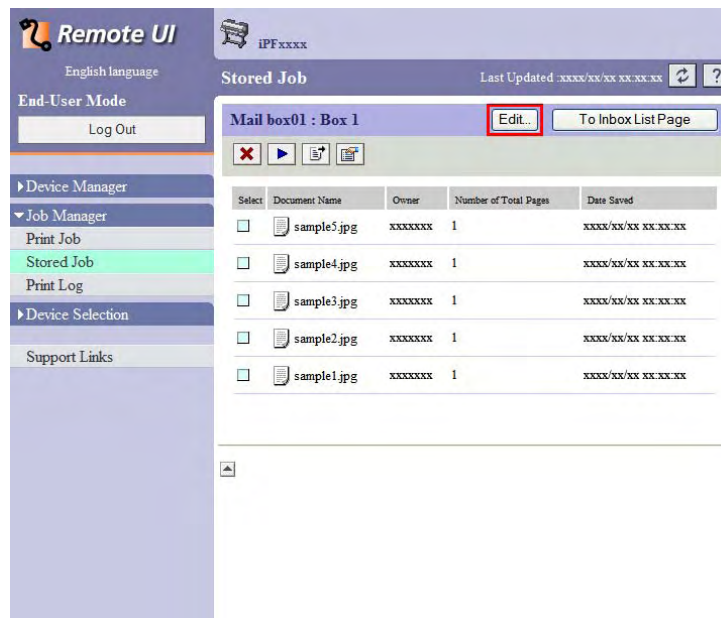 Remote UI
English language
End-User Mode
Log Out
Device Manager
Job Manager
Print Job
Stored Job
Print Log
Device Selection
Support Links
iPFxxxx
Stored Job Last Updated :xxxx/xx/xx xx:xx:xx ?
Mail box01 : Box 1 Edit... To Inbox List Page
Select Document Name Owner Number of Total Pages Date Saved
sample5.jpg xxxxxxx 1 xxxx/xx/xx xx:xx:xx
sample4.jpg xxxxxxx 1 xxxx/xx/xx xx:xx:xx
sample3.jpg xxxxxxx 1 xxxx/xx/xx xx:xx:xx
sample2.jpg xxxxxxx 1 xxxx/xx/xx xx:xx:xx
sample1.jpg xxxxxxx 1 xxxx/xx/xx xx:xx:xx